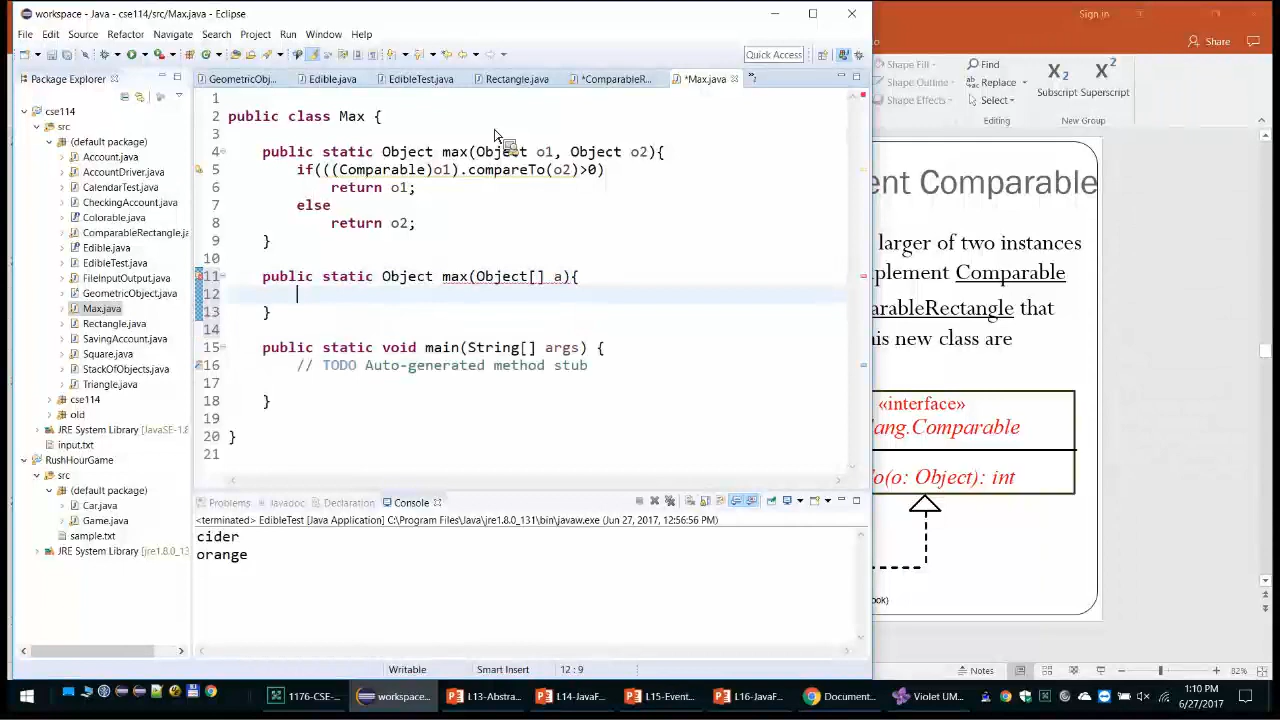 workspace - Java - cse114/src/Max.java - Eclipse
Sign in
File Edit Source Refactor Navigate Search Project Run Window Help
Share
Quick Access
Package Explorer
GeometricObj... Edible.java EdibleTest.java Rectangle.java *ComparableR... *Max.java
cse114
src
(default package)
Account.java
AccountDriver.java
CalendarTest.java
CheckingAccount.java
Colorable.java
ComparableRectangle.ja
Edible.java
EdibleTest.java
FileInputOutput.java
GeometricObject.java
Max.java
Rectangle.java
SavingAccount.java
Square.java
StackOfObjects.java
Triangle.java
cse114
old
JRE System Library [JavaSE-1.8
input.txt
RushHourGame
src
(default package)
Car.java
Game.java
sample.txt
JRE System Library [jre1.8.0_13
1
2 public class Max {
3
4 public static Object max(Object o1, Object o2){
5 if(((Comparable)o1).compareTo(o2)>0)
6 return o1;
7 else
8 return o2;
9 }
10
11 public static Object max(Object[] a){
12
13 }
14
15 public static void main(String[] args) {
16 // TODO Auto-generated method stub
17
18 }
19
20 }
21
Problems Javadoc Declaration Console
<terminated> EdibleTest [Java Application] C:\Program Files\Java\jre1.8.0_131\bin\javaw.exe (Jun 27, 2017, 12:56:56 PM)
cider
orange
Writable Smart Insert 12 : 9
Shape Fill
Shape Outline
Shape Effects
Find
Replace
Select
Editing
X2 X2
Subscript Superscript
ent Comparable
larger of two instances
mplement Comparable
arableRectangle that
his new class are
«interface»
lang.Comparable
To(o: Object): int
ook)
Notes 82%
1176-CSE-... workspace... L13-Abstra... L14-JavaF... L15-Event... L16-JavaF... Document... Violet UM...
1:10 PM
6/27/2017